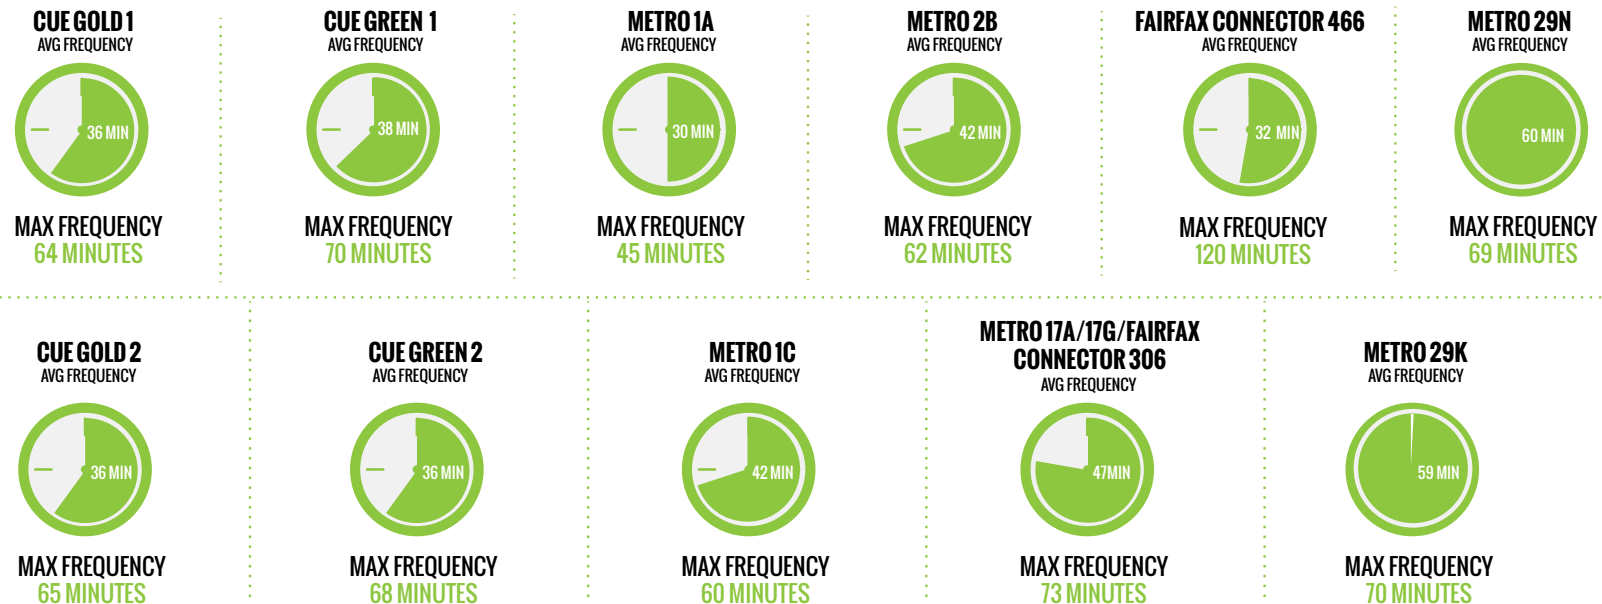 CUE GOLD 1
AVG FREQUENCY
36 MIN
MAX FREQUENCY
64 MINUTES
CUE GREEN 1
AVG FREQUENCY
38 MIN
MAX FREQUENCY
70 MINUTES
METRO 1A
AVG FREQUENCY
30 MIN
MAX FREQUENCY
45 MINUTES
METRO 2B
AVG FREQUENCY
42 MIN
MAX FREQUENCY
62 MINUTES
FAIRFAX CONNECTOR 466
AVG FREQUENCY
32 MIN
MAX FREQUENCY
120 MINUTES
METRO 29N
AVG FREQUENCY
60 MIN
MAX FREQUENCY
69 MINUTES
CUE GOLD 2
AVG FREQUENCY
36 MIN
MAX FREQUENCY
65 MINUTES
CUE GREEN 2
AVG FREQUENCY
36 MIN
MAX FREQUENCY
68 MINUTES
METRO 1C
AVG FREQUENCY
42 MIN
MAX FREQUENCY
60 MINUTES
METRO 17A/17G/FAIRFAX
CONNECTOR 306
AVG FREQUENCY
47MIN
MAX FREQUENCY
73 MINUTES
METRO 29K
AVG FREQUENCY
59 MIN
MAX FREQUENCY
70 MINUTES